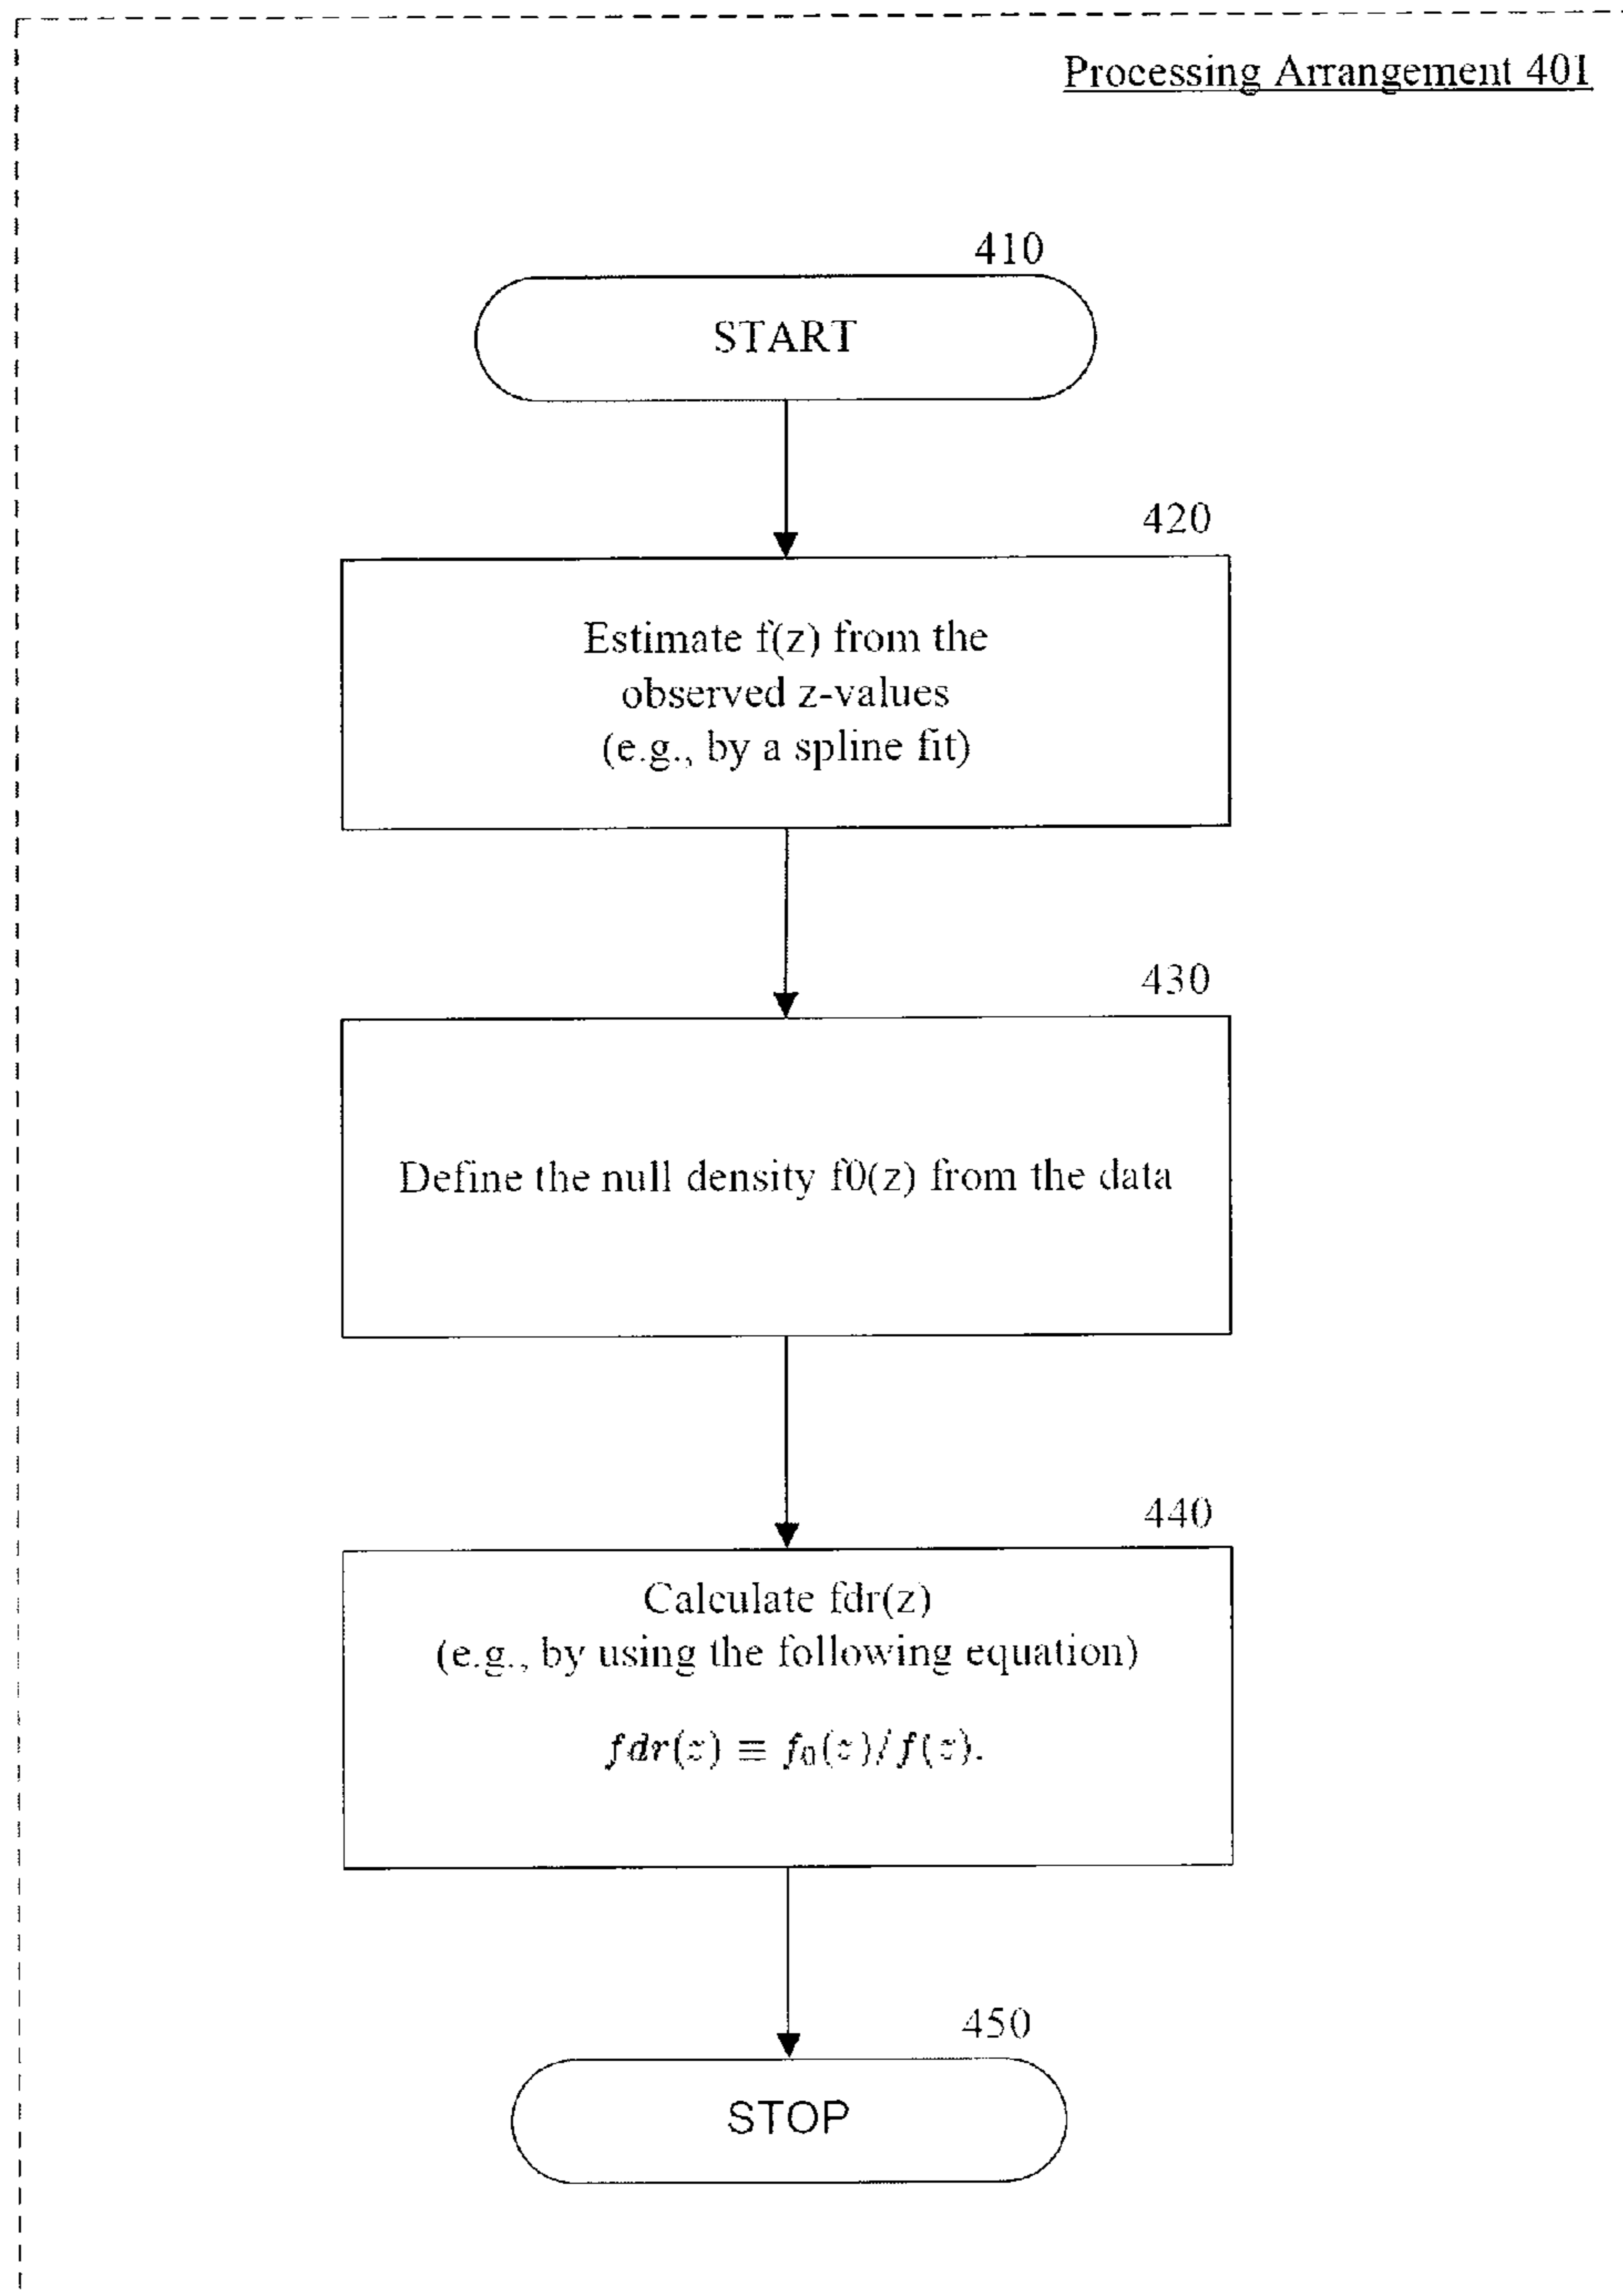 Processing Arrangement 401
410
START
420
Estimate f(z) from the
observed z-values
(e.g., by a spline fit)
430
Define the null density f0(z) from the data
440
Calculate fdr(z)
(e.g., by using the following equation)
fdr(z) ≡ f₀(z)/f(z).
450
STOP